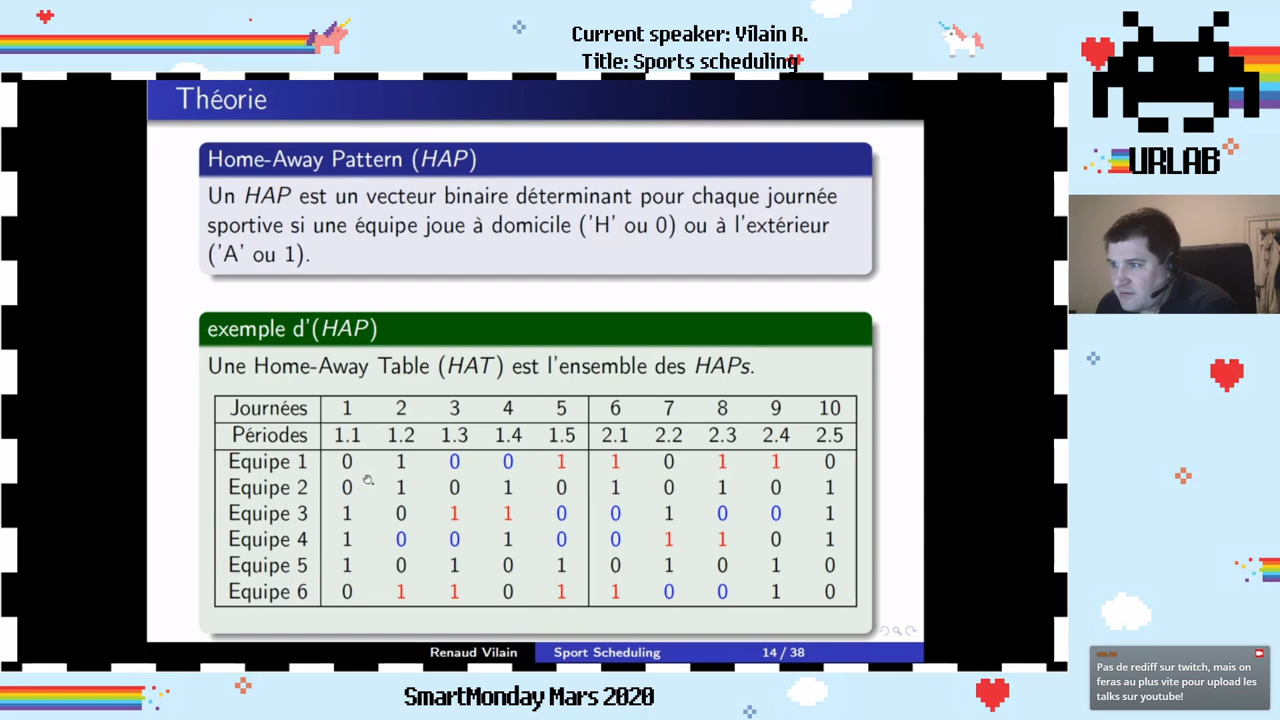 Current speaker: Vilain R.
Title: Sports scheduling
URLAB
Théorie
Home-Away Pattern (HAP)
Un HAP est un vecteur binaire déterminant pour chaque journée
sportive si une équipe joue à domicile ('H' ou 0) ou à l'extérieur
('A' ou 1).
exemple d'(HAP)
Une Home-Away Table (HAT) est l'ensemble des HAPs.
Journées 1 2 3 4 5 6 7 8 9 10
Périodes 1.1 1.2 1.3 1.4 1.5 2.1 2.2 2.3 2.4 2.5
Equipe 1 0 1 0 0 1 1 0 1 1 0
Equipe 2 0 1 0 1 0 1 0 1 0 1
Equipe 3 1 0 1 1 0 0 1 0 0 1
Equipe 4 1 0 0 1 0 0 1 1 0 1
Equipe 5 1 0 1 0 1 0 1 0 1 0
Equipe 6 0 1 1 0 1 1 0 0 1 0
Renaud Vilain Sport Scheduling 14 / 38
SmartMonday Mars 2020
Pas de rediff sur twitch, mais on
feras au plus vite pour upload les
talks sur youtube!